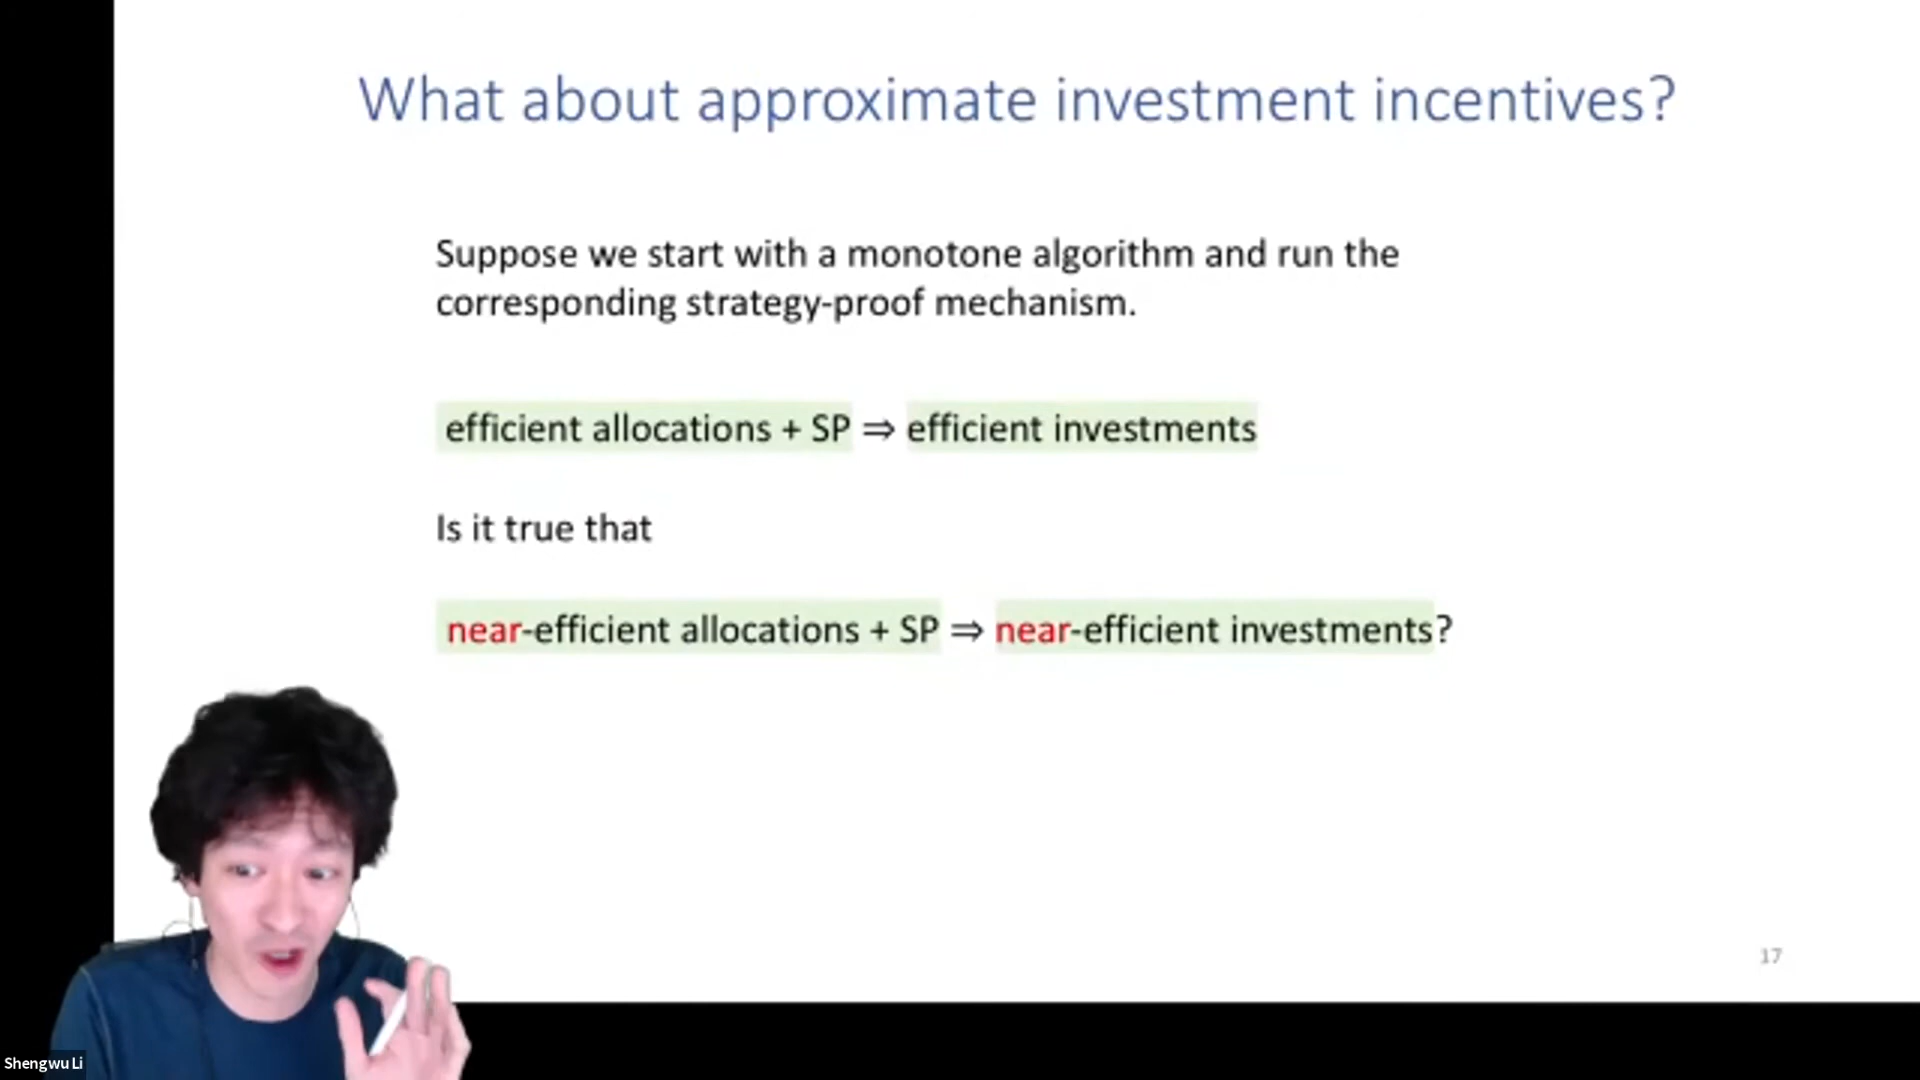 What about approximate investment incentives?
Suppose we start with a monotone algorithm and run the
corresponding strategy-proof mechanism.
efficient allocations + SP ⇒ efficient investments
Is it true that
near-efficient allocations + SP ⇒ near-efficient investments?
17
Shengwu Li